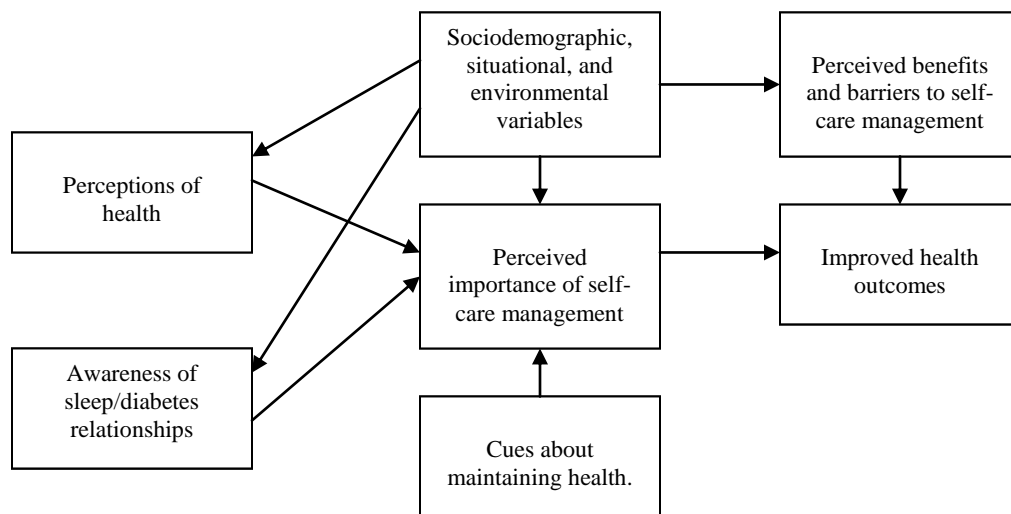 Sociodemographic,
situational, and
environmental
variables
Perceived benefits
and barriers to self-
care management
Perceptions of
health
Perceived
importance of self-
care management
Improved health
outcomes
Awareness of
sleep/diabetes
relationships
Cues about
maintaining health.